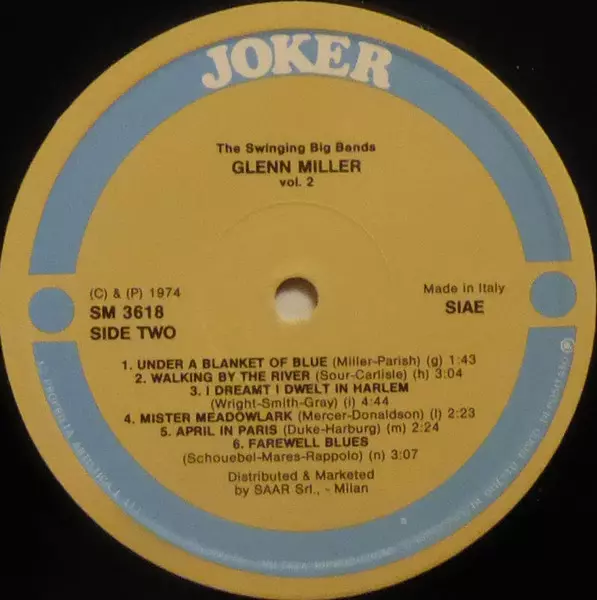 JOKER
The Swinging Big Bands
GLENN MILLER
vol. 2
(C) & (P) 1974
SM 3618
SIDE TWO
Made in Italy
SIAE
1. UNDER A BLANKET OF BLUE (Miller-Parish) (g) 1:43
2. WALKING BY THE RIVER (Sour-Carlisle) (h) 3:04
3. I DREAMT I DWELT IN HARLEM
(Wright-Smith-Gray) (i) 4:44
4. MISTER MEADOWLARK (Mercer-Donaldson) (l) 2:23
5. APRIL IN PARIS (Duke-Harburg) (m) 2:24
6. FAREWELL BLUES
(Schouebel-Mares-Rappolo) (n) 3:07
Distributed & Marketed
by SAAR Srl., - Milan